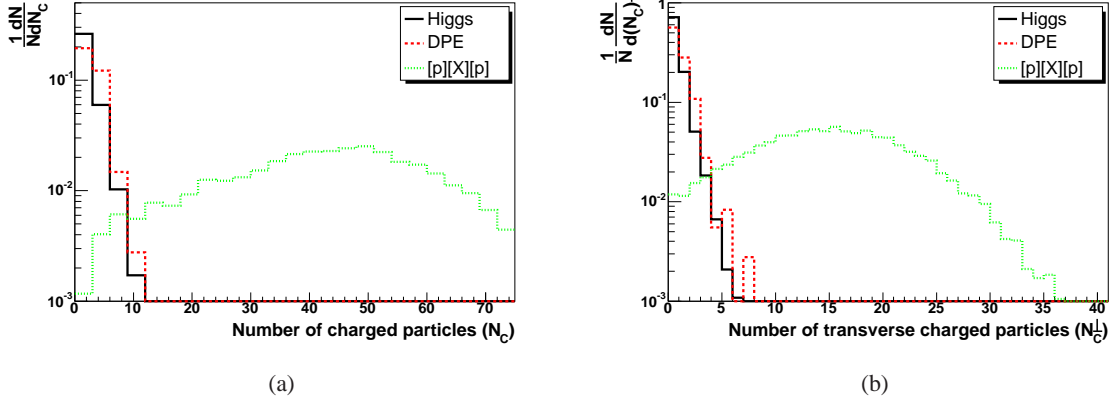 1 dN
N dN_C
Higgs
DPE
[p][X][p]
10^-1
10^-2
10^-3
0 10 20 30 40 50 60 70
Number of charged particles (N_C)
(a)
1 dN
N d(N_C)
Higgs
DPE
[p][X][p]
1
10^-1
10^-2
10^-3
0 5 10 15 20 25 30 35 40
Number of transverse charged particles (N_C^⊥)
(b)